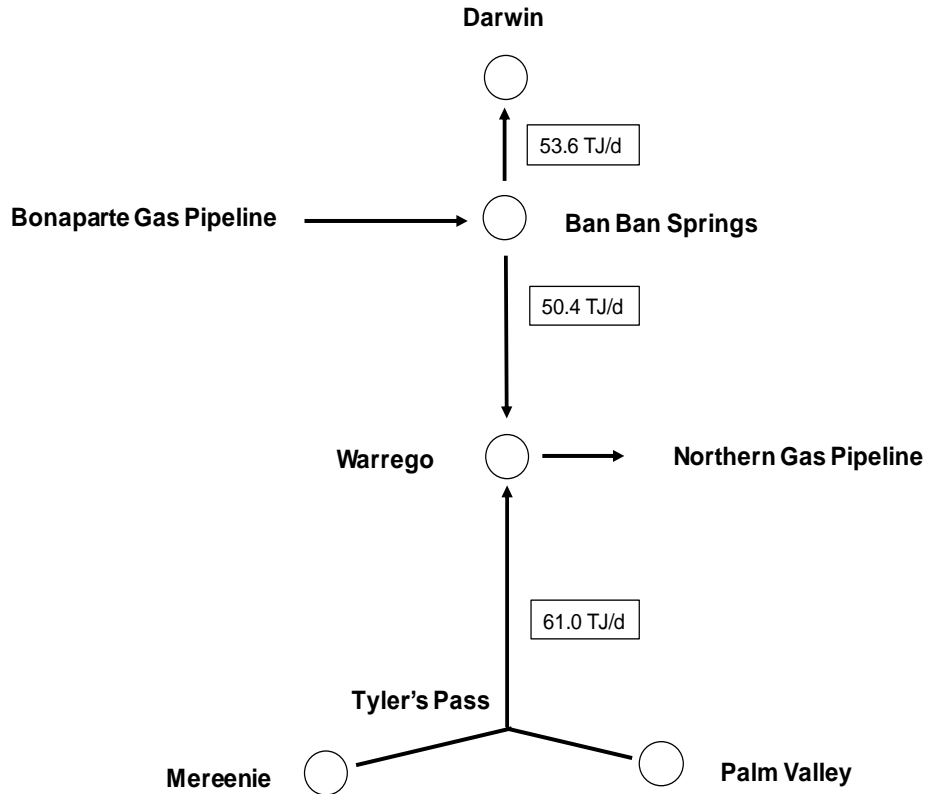 Darwin
53.6 TJ/d
Bonaparte Gas Pipeline
Ban Ban Springs
50.4 TJ/d
Warrego
Northern Gas Pipeline
61.0 TJ/d
Tyler's Pass
Mereenie
Palm Valley